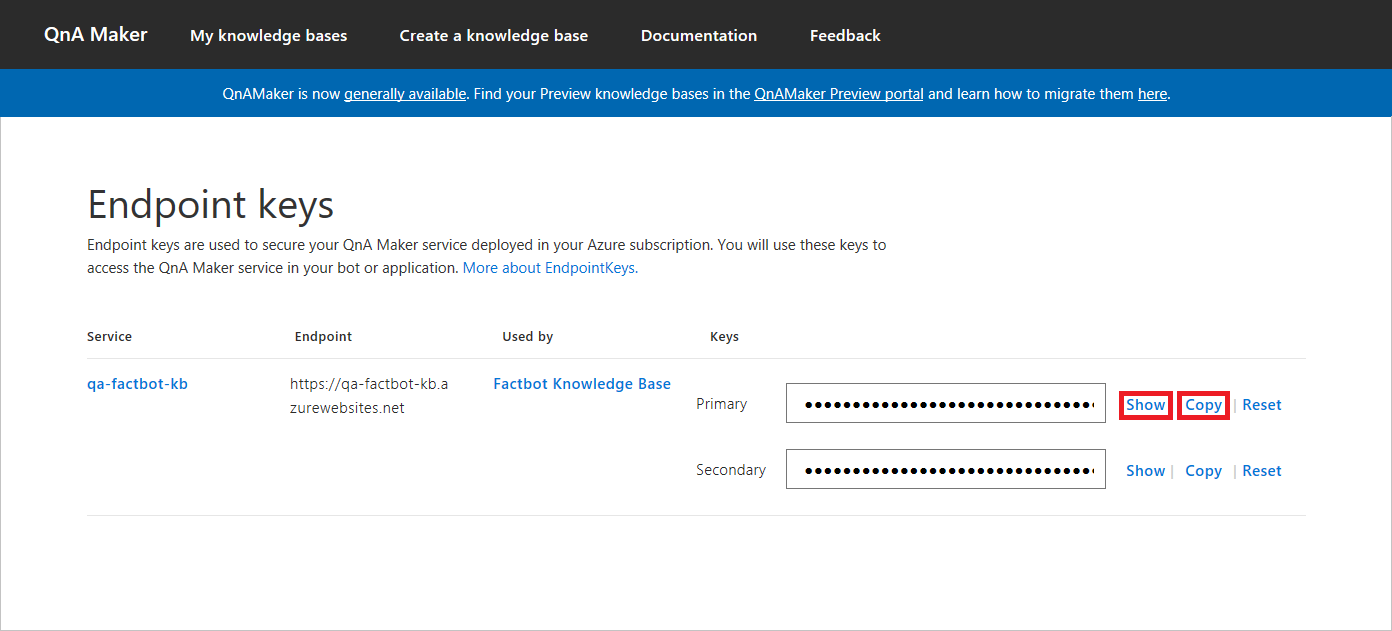 QnA Maker My knowledge bases Create a knowledge base Documentation Feedback
QnAMaker is now generally available. Find your Preview knowledge bases in the QnAMaker Preview portal and learn how to migrate them here.
Endpoint keys
Endpoint keys are used to secure your QnA Maker service deployed in your Azure subscription. You will use these keys to
access the QnA Maker service in your bot or application. More about EndpointKeys.
Service Endpoint Used by Keys
qa-factbot-kb https://qa-factbot-kb.a Factbot Knowledge Base
zurewebsites.net
Primary Show Copy | Reset
Secondary Show | Copy | Reset